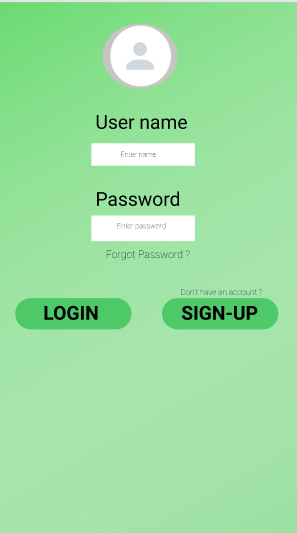 User name
Enter name
Password
Enter password
Forgot Password ?
Don't have an account ?
LOGIN
SIGN-UP